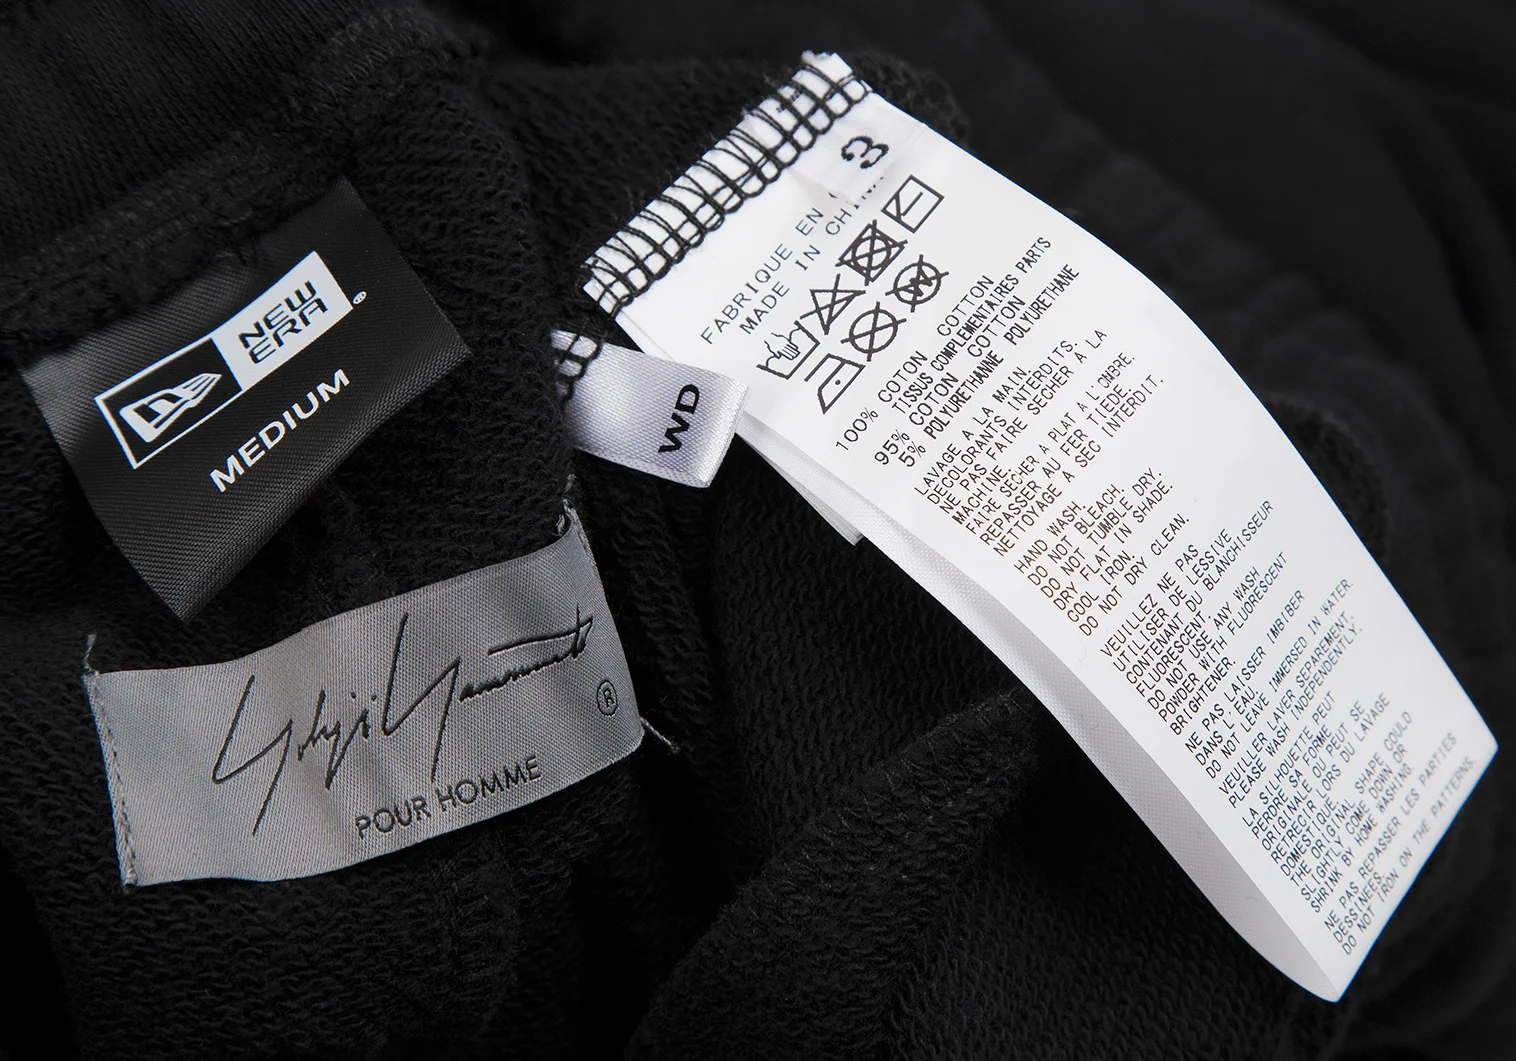 NEW
ERA
®
MEDIUM
Yohji Yamamoto
®
POUR HOMME
WD
3
FABRIQUE EN
MADE IN CHINA
100% COTON COTTON
TISSUS COMPLEMENTAIRES PARTS
95% COTON COTTON
5% POLYURETHANNE POLYURETHANE
LAVAGE A LA MAIN.
DECOLORANTS INTERDITS.
NE PAS FAIRE SECHER A LA
MACHINE.
FAIRE SECHER A PLAT A L'OMBRE.
REPASSER AU FER TIEDE.
NETTOYAGE A SEC INTERDIT.
HAND WASH.
DO NOT BLEACH.
DO NOT TUMBLE DRY.
DRY FLAT IN SHADE.
COOL IRON.
DO NOT DRY CLEAN.
VEUILLEZ NE PAS
UTILISER DE LESSIVE
CONTENANT DU BLANCHISSEUR
FLUORESCENT.
DO NOT USE ANY WASH
POWDER WITH FLUORESCENT
BRIGHTENER.
NE PAS LAISSER IMBIBER
DANS L'EAU.
DO NOT LEAVE IMMERSED IN WATER.
VEUILLER LAVER SEPAREMENT.
PLEASE WASH INDEPENDENTLY.
LA SILHOUETTE PEUT
PERDRE SA FORME
ORIGINALE OU PEUT SE
RETRECIR LORS DU LAVAGE
DOMESTIQUE.
THE ORIGINAL SHAPE COULD
SLIGHTLY COME DOWN OR
SHRINK BY HOME WASHING
NE PAS REPASSER LES PARTIES
DESSINEES.
DO NOT IRON ON THE PATTERNS.